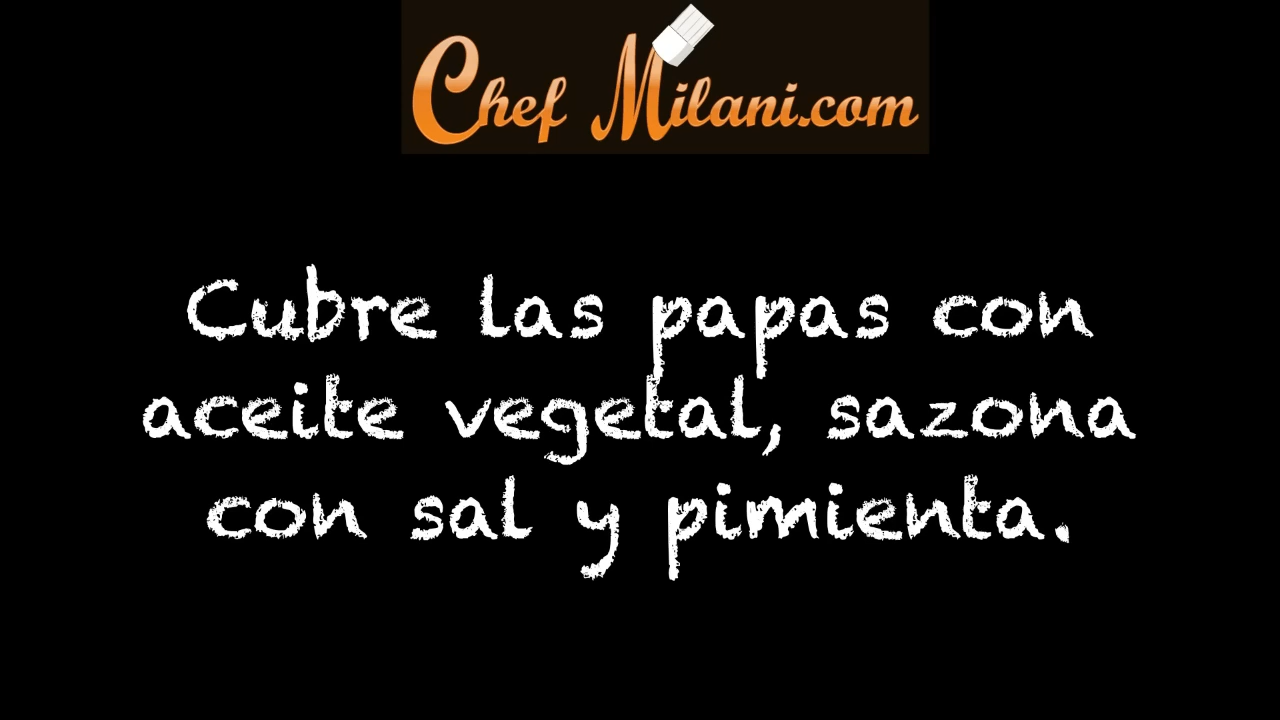 Chef Milani.com
Cubre las papas con
aceite vegetal, sazona
con sal y pimienta.